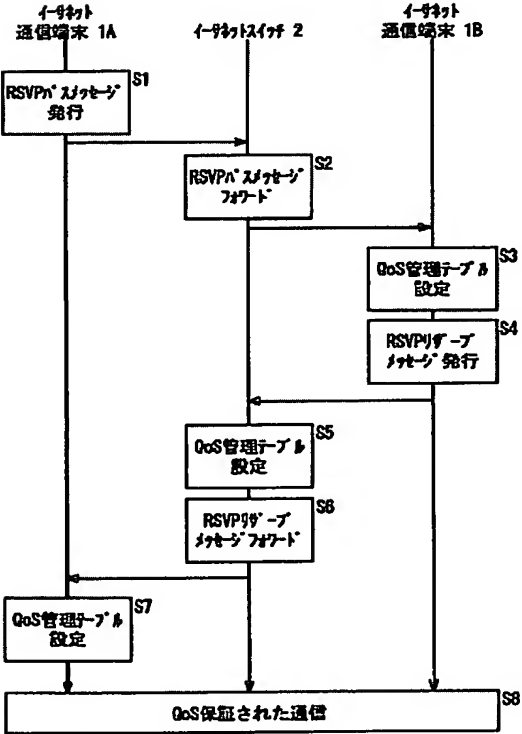 イーサネット
通信端末 1A
イーサネットスイッチ 2
イーサネット
通信端末 1B
S1
RSVPパスメッセージ
発行
S2
RSVPパスメッセージ
フォワード
S3
QoS管理テーブル
設定
S4
RSVPリザーブ
メッセージ発行
S5
QoS管理テーブル
設定
S6
RSVPリザーブ
メッセージフォワード
S7
QoS管理テーブル
設定
S8
QoS保証された通信